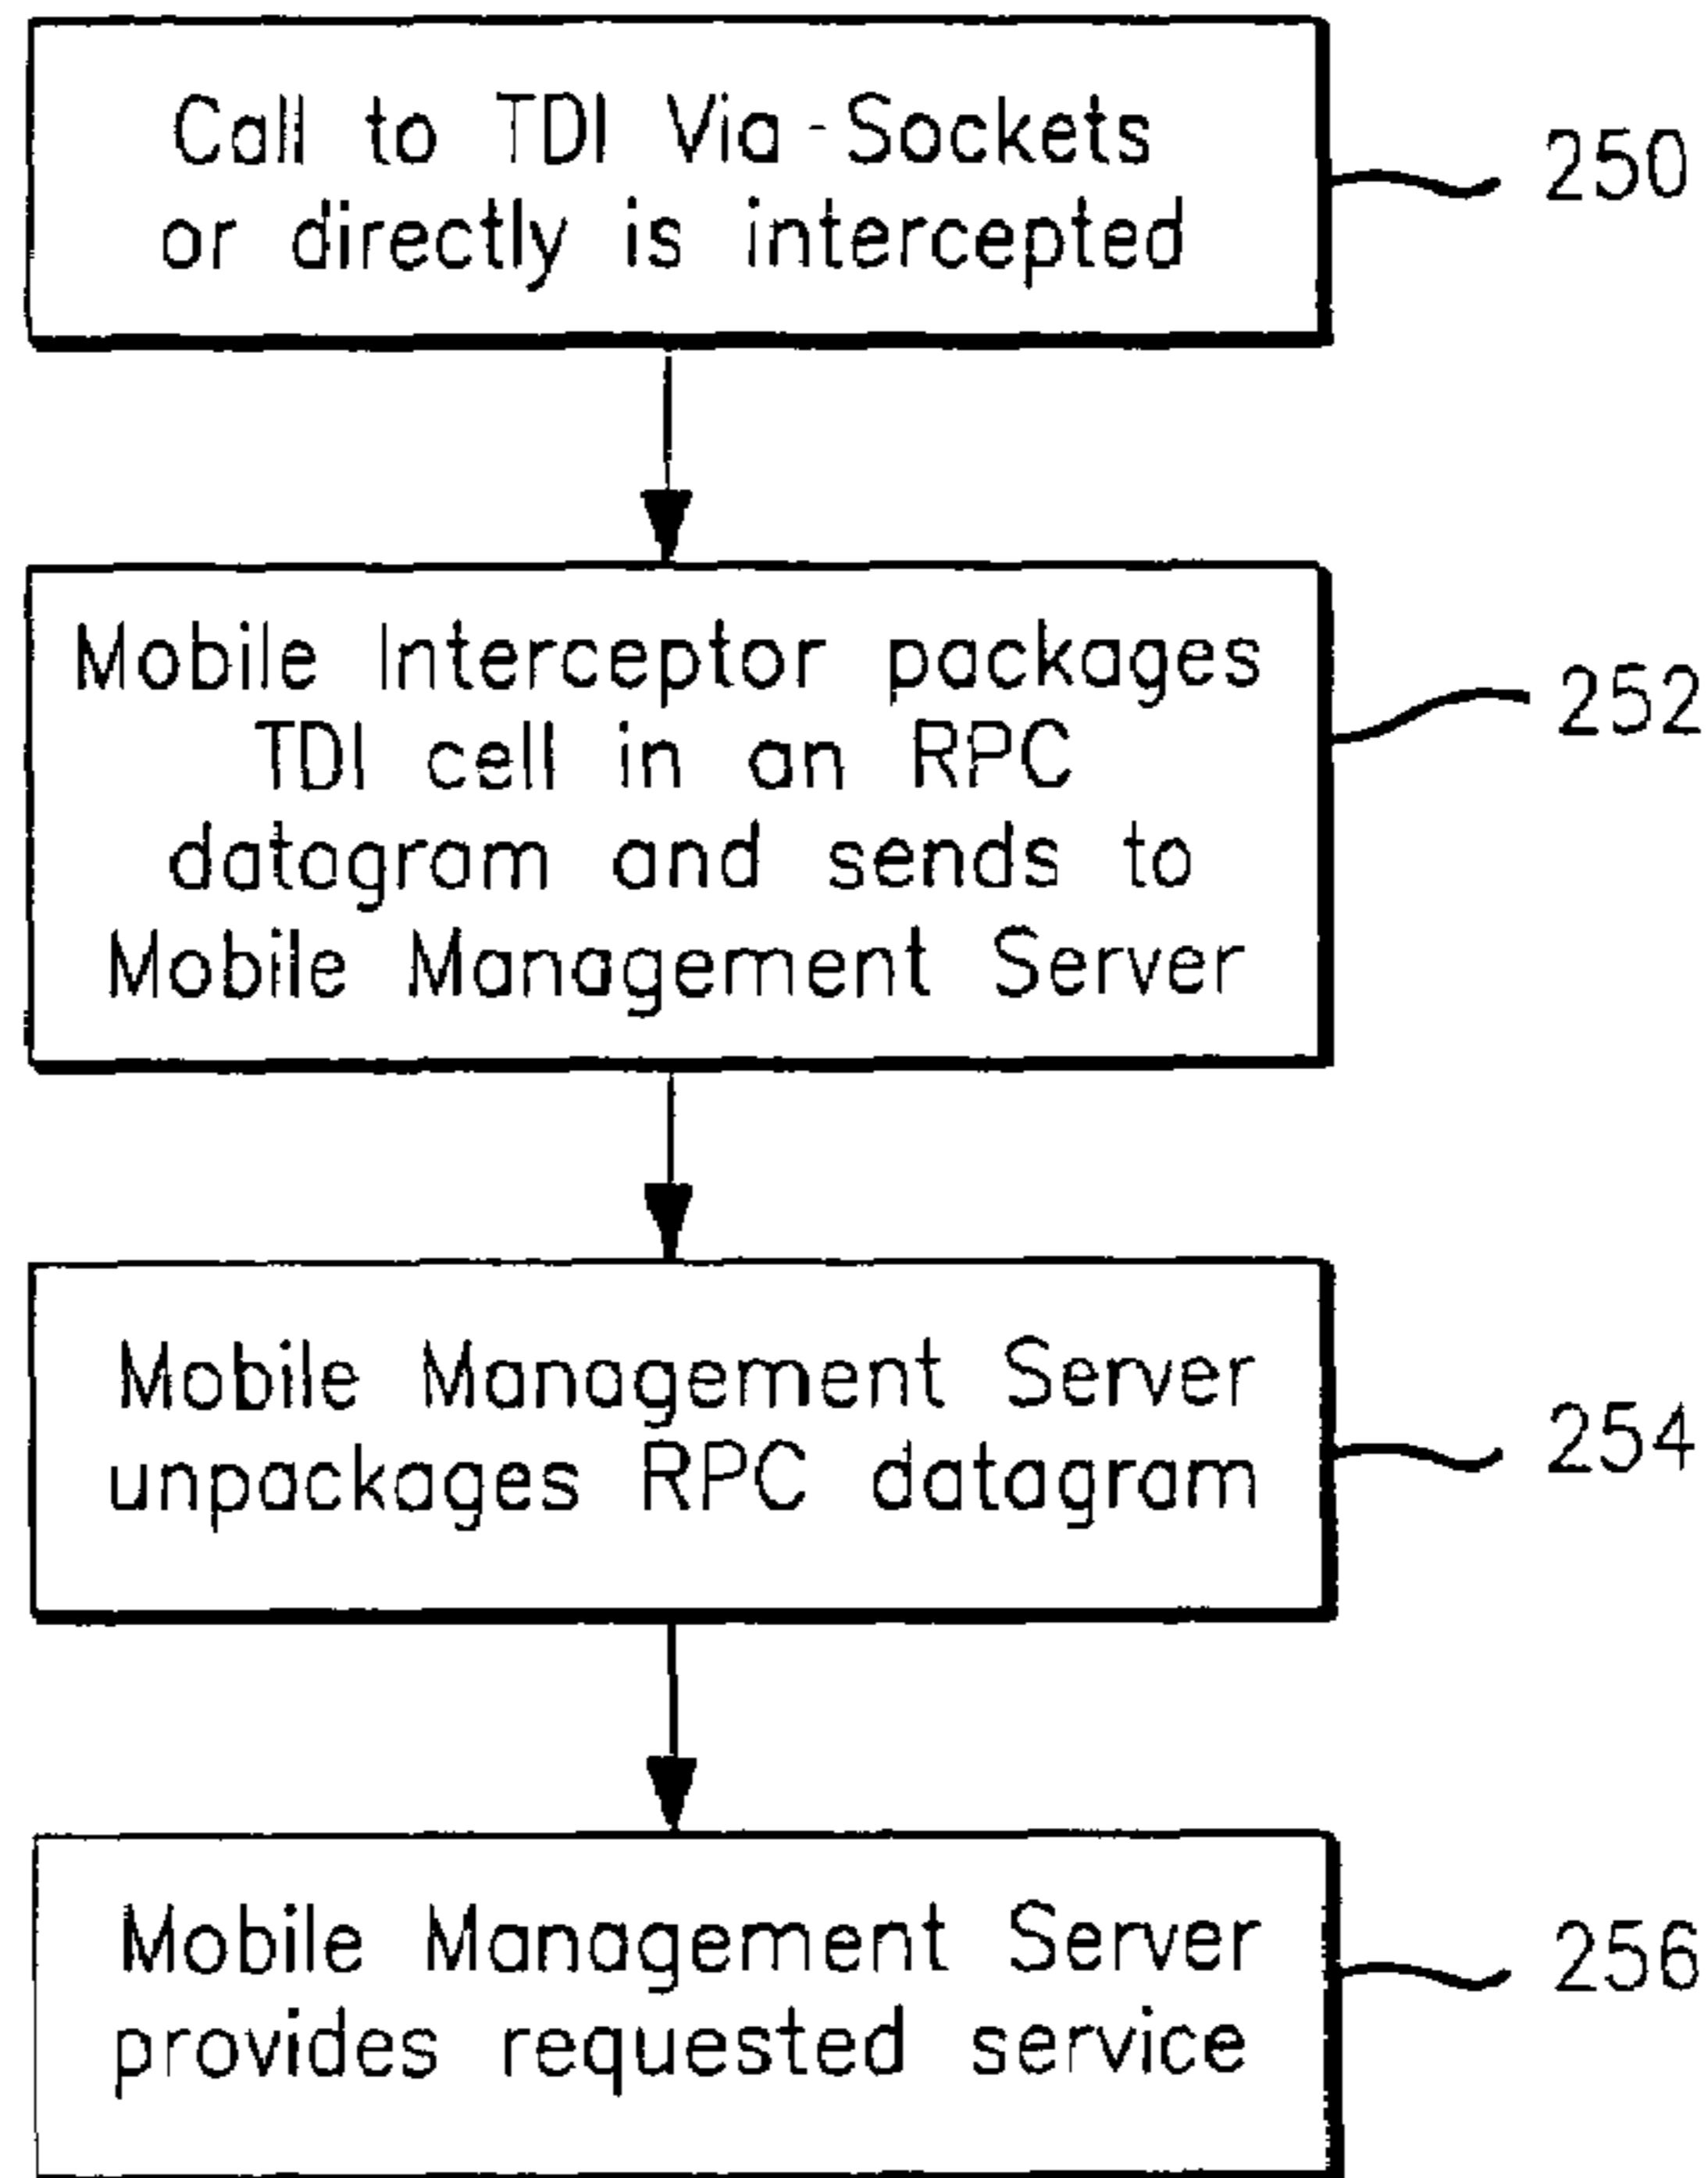 Call to TDI Via-Sockets
or directly is intercepted
250
Mobile Interceptor packages
TDI cell in an RPC
datagram and sends to
Mobile Management Server
252
Mobile Management Server
unpackages RPC datagram
254
Mobile Management Server
provides requested service
256